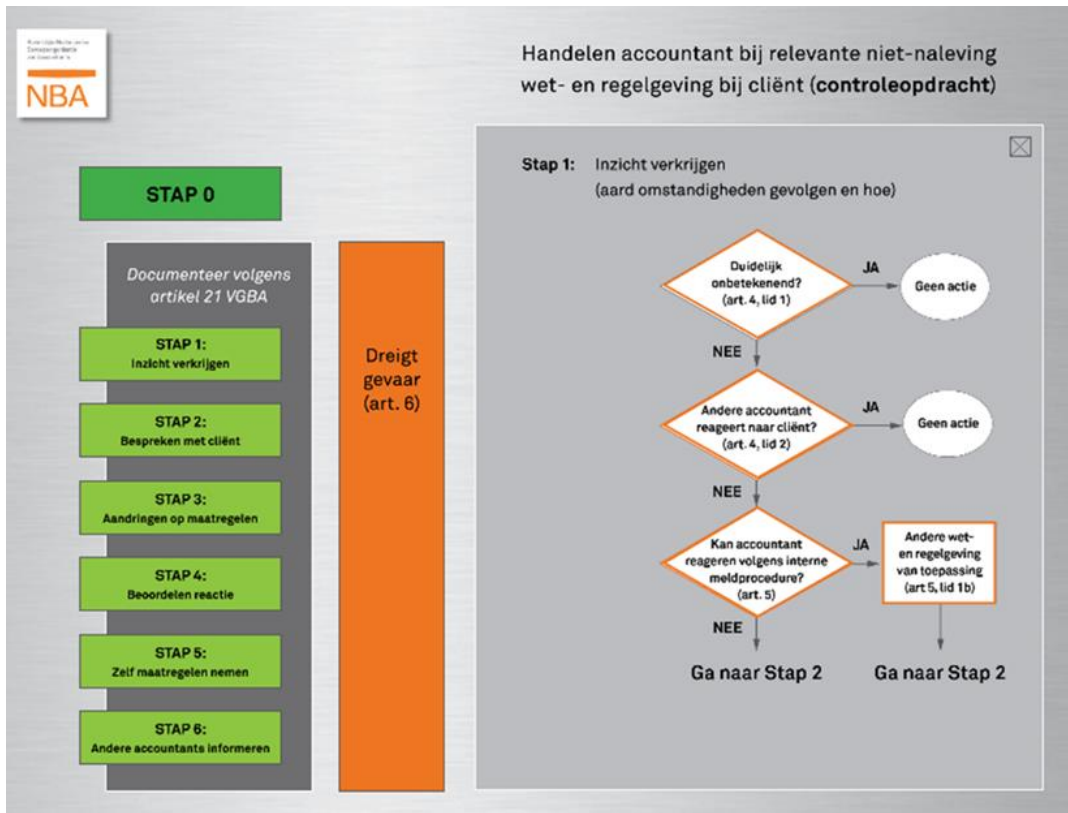 Koninklijke Nederlandse
Beroepsorganisatie
van Accountants
NBA
Handelen accountant bij relevante niet-naleving
wet- en regelgeving bij cliënt (controleopdracht)
STAP 0
Documenteer volgens
artikel 21 VGBA
STAP 1:
Inzicht verkrijgen
STAP 2:
Bespreken met cliënt
STAP 3:
Aandringen op maatregelen
STAP 4:
Beoordelen reactie
STAP 5:
Zelf maatregelen nemen
STAP 6:
Andere accountants informeren
Dreigt
gevaar
(art. 6)
Stap 1: Inzicht verkrijgen
(aard omstandigheden gevolgen en hoe)
Duidelijk
onbetekenend?
(art. 4, lid 1)
JA
Geen actie
NEE
Andere accountant
reageert naar cliënt?
(art. 4, lid 2)
JA
Geen actie
NEE
Kan accountant
reageren volgens interne
meldprocedure?
(art. 5)
JA
Andere wet-
en regelgeving
van toepassing
(art 5, lid 1b)
NEE
Ga naar Stap 2
Ga naar Stap 2